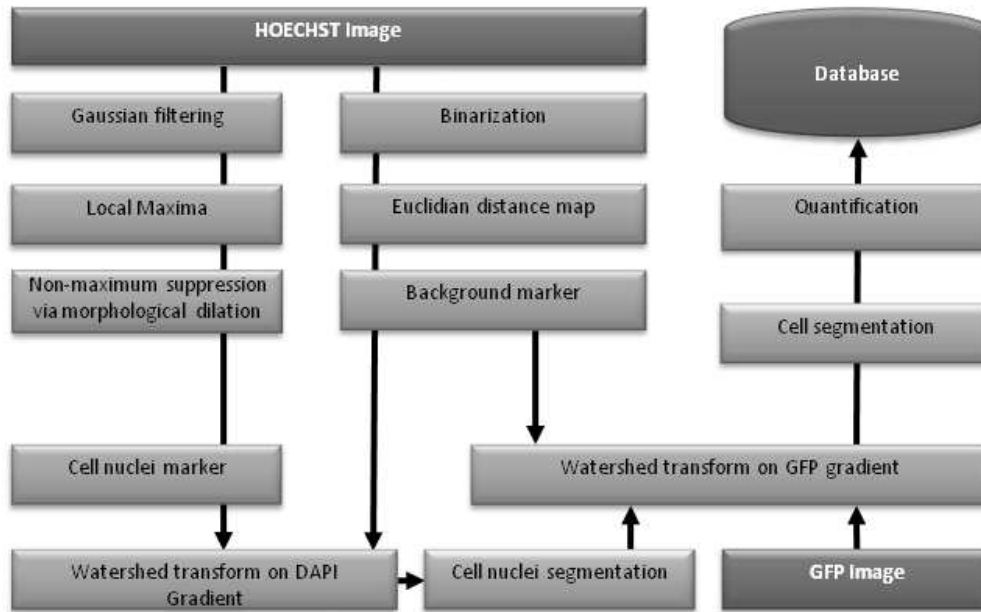 HOECHST Image
Gaussian filtering
Local Maxima
Non-maximum suppression
via morphological dilation
Cell nuclei marker
Binarization
Euclidian distance map
Background marker
Watershed transform on DAPI
Gradient
Cell nuclei segmentation
GFP Image
Watershed transform on GFP gradient
Cell segmentation
Quantification
Database